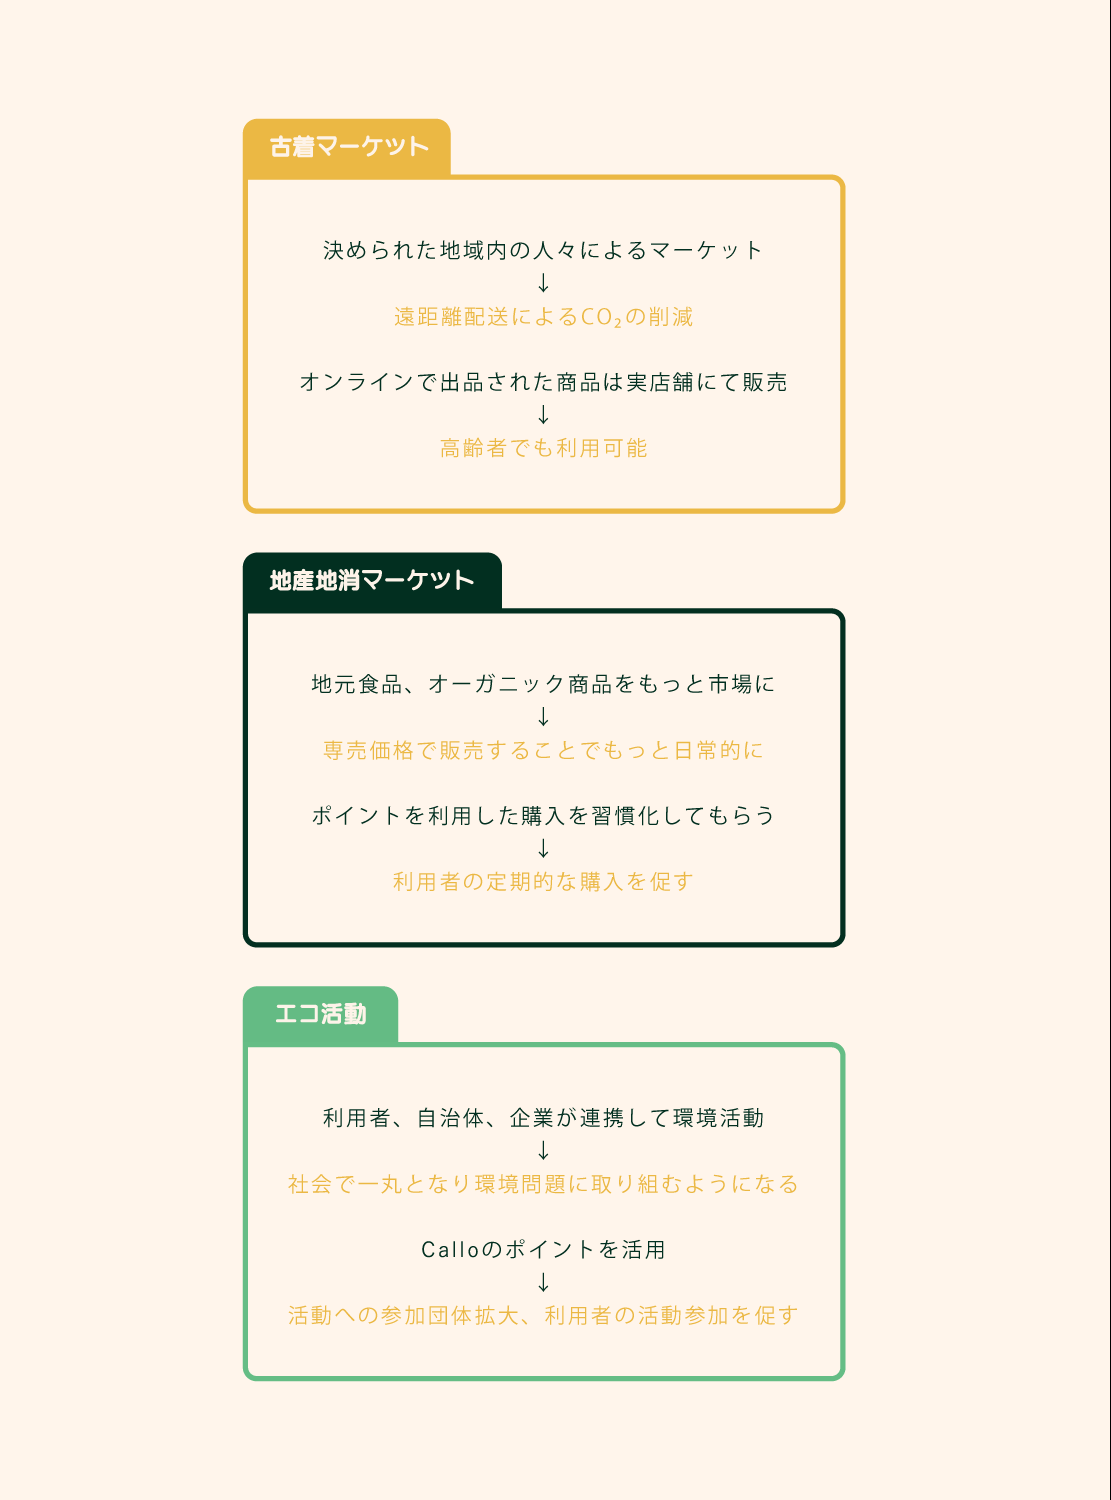 古着マーケット
決められた地域内の人々によるマーケット
↓
遠距離配送によるCO₂の削減
オンラインで出品された商品は実店舗にて販売
↓
高齢者でも利用可能
地産地消マーケット
地元食品、オーガニック商品をもっと市場に
↓
専売価格で販売することでもっと日常的に
ポイントを利用した購入を習慣化してもらう
↓
利用者の定期的な購入を促す
エコ活動
利用者、自治体、企業が連携して環境活動
↓
社会で一丸となり環境問題に取り組むようになる
Calloのポイントを活用
↓
活動への参加団体拡大、利用者の活動参加を促す